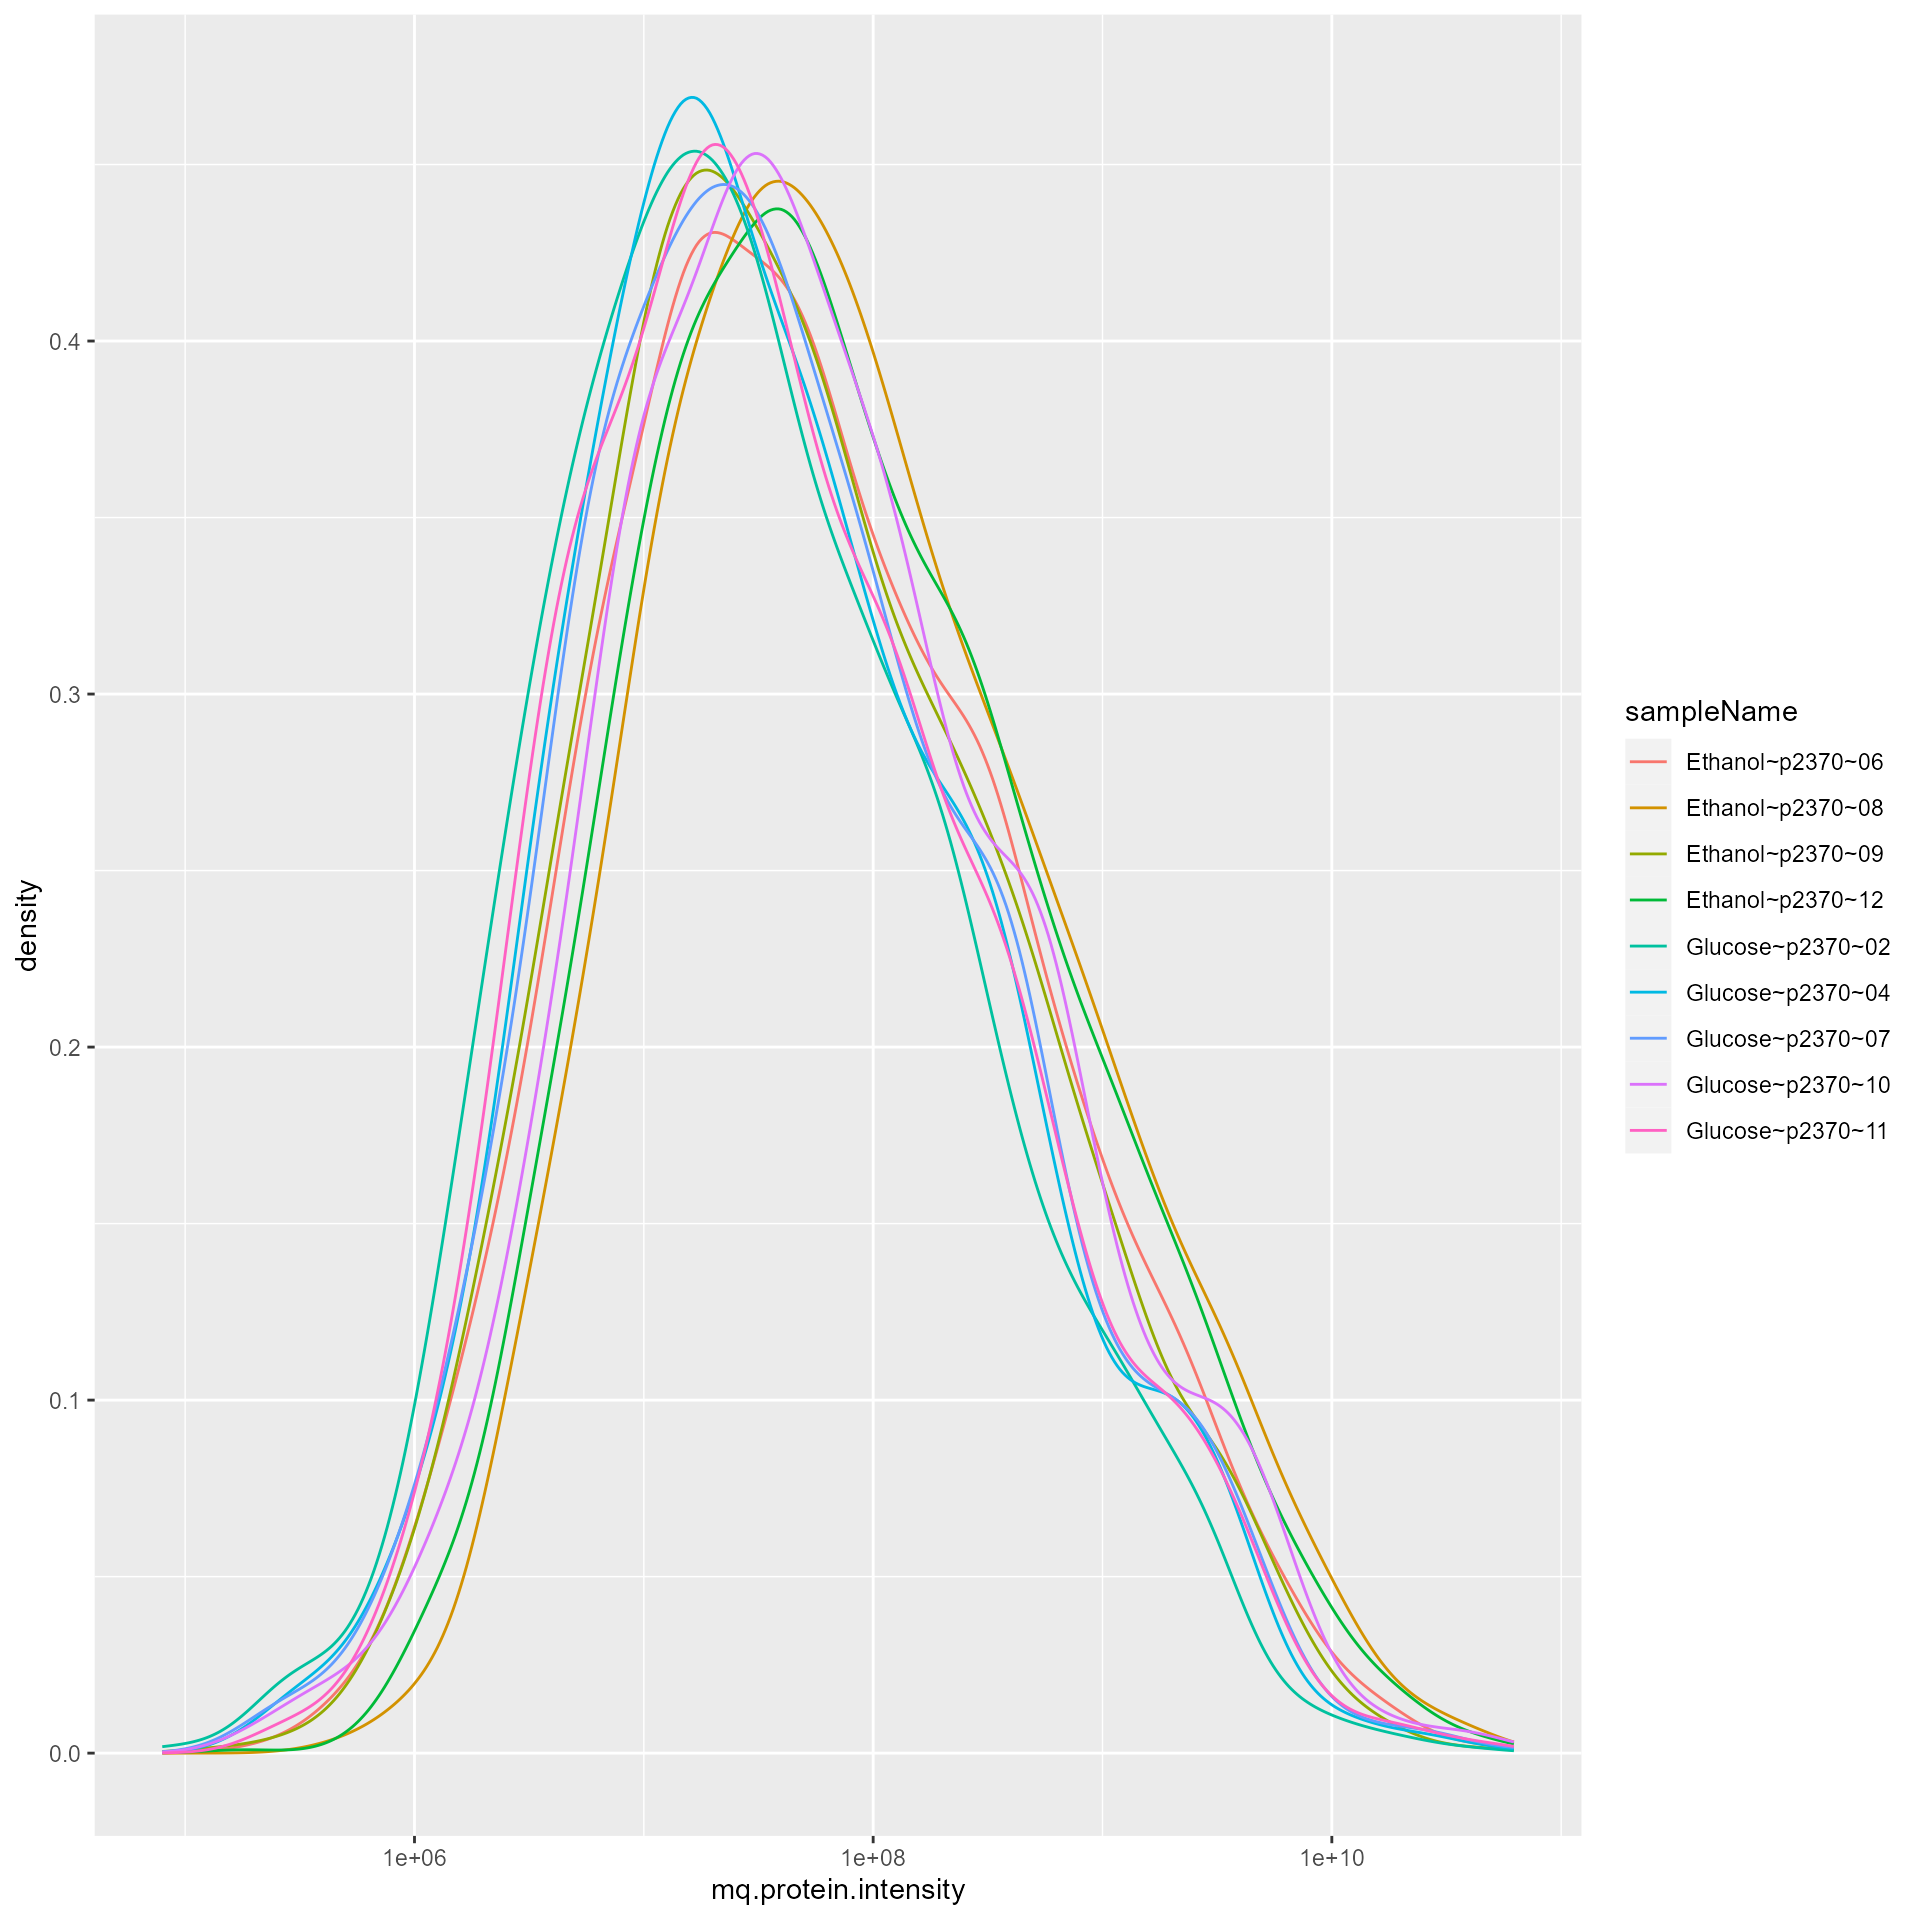 density
0.4
0.3
0.2
0.1
0.0
1e+06
1e+08
1e+10
mq.protein.intensity
sampleName
Ethanol~p2370~06
Ethanol~p2370~08
Ethanol~p2370~09
Ethanol~p2370~12
Glucose~p2370~02
Glucose~p2370~04
Glucose~p2370~07
Glucose~p2370~10
Glucose~p2370~11